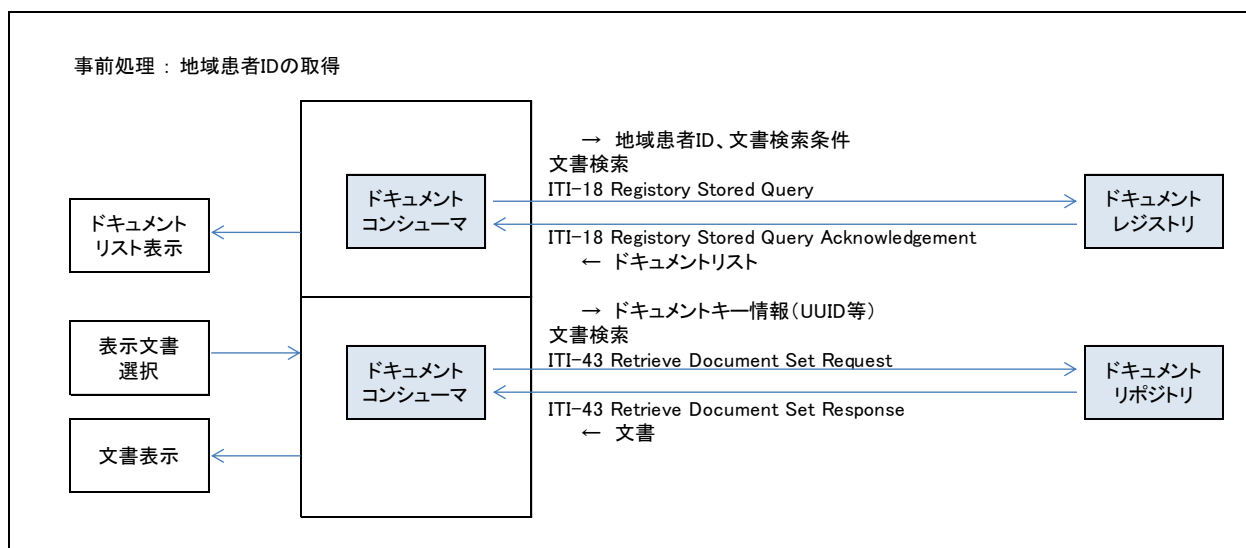 事前処理 : 地域患者IDの取得
→ 地域患者ID、文書検索条件
文書検索
ITI-18 Registory Stored Query
ドキュメント
コンシューマ
ドキュメント
レジストリ
ドキュメント
リスト表示
ITI-18 Registory Stored Query Acknowledgement
← ドキュメントリスト
→ ドキュメントキー情報(UUID等)
文書検索
ITI-43 Retrieve Document Set Request
表示文書
選択
ドキュメント
コンシューマ
ドキュメント
リポジトリ
ITI-43 Retrieve Document Set Response
← 文書
文書表示